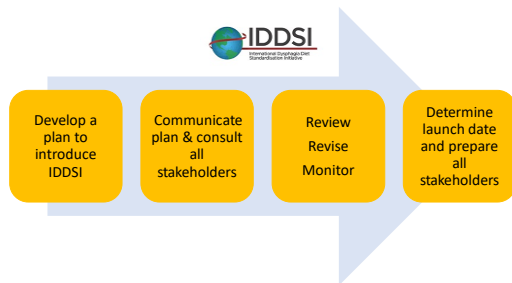 IDDSI
International Dysphagia Diet
Standardisation Initiative
Develop a
plan to
introduce
IDDSI
Communicate
plan & consult
all
stakeholders
Review
Revise
Monitor
Determine
launch date
and prepare
all
stakeholders